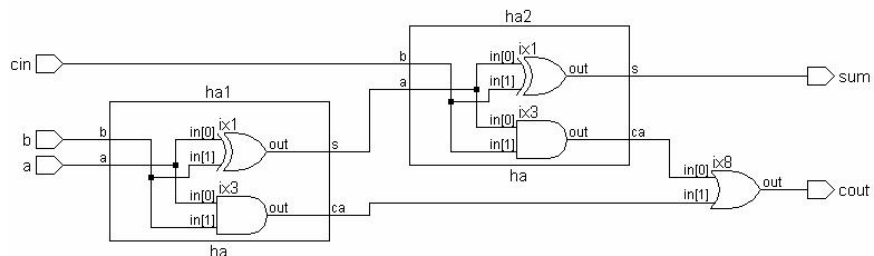 ha2
ix1
cin
b
in[0]
in[1]
out
s
sum
a
ix3
in[0]
in[1]
out
ca
ha
ha1
ix1
b
b
in[0]
in[1]
out
s
a
a
ix3
in[0]
in[1]
out
ca
ha
ix8
in[0]
in[1]
out
cout